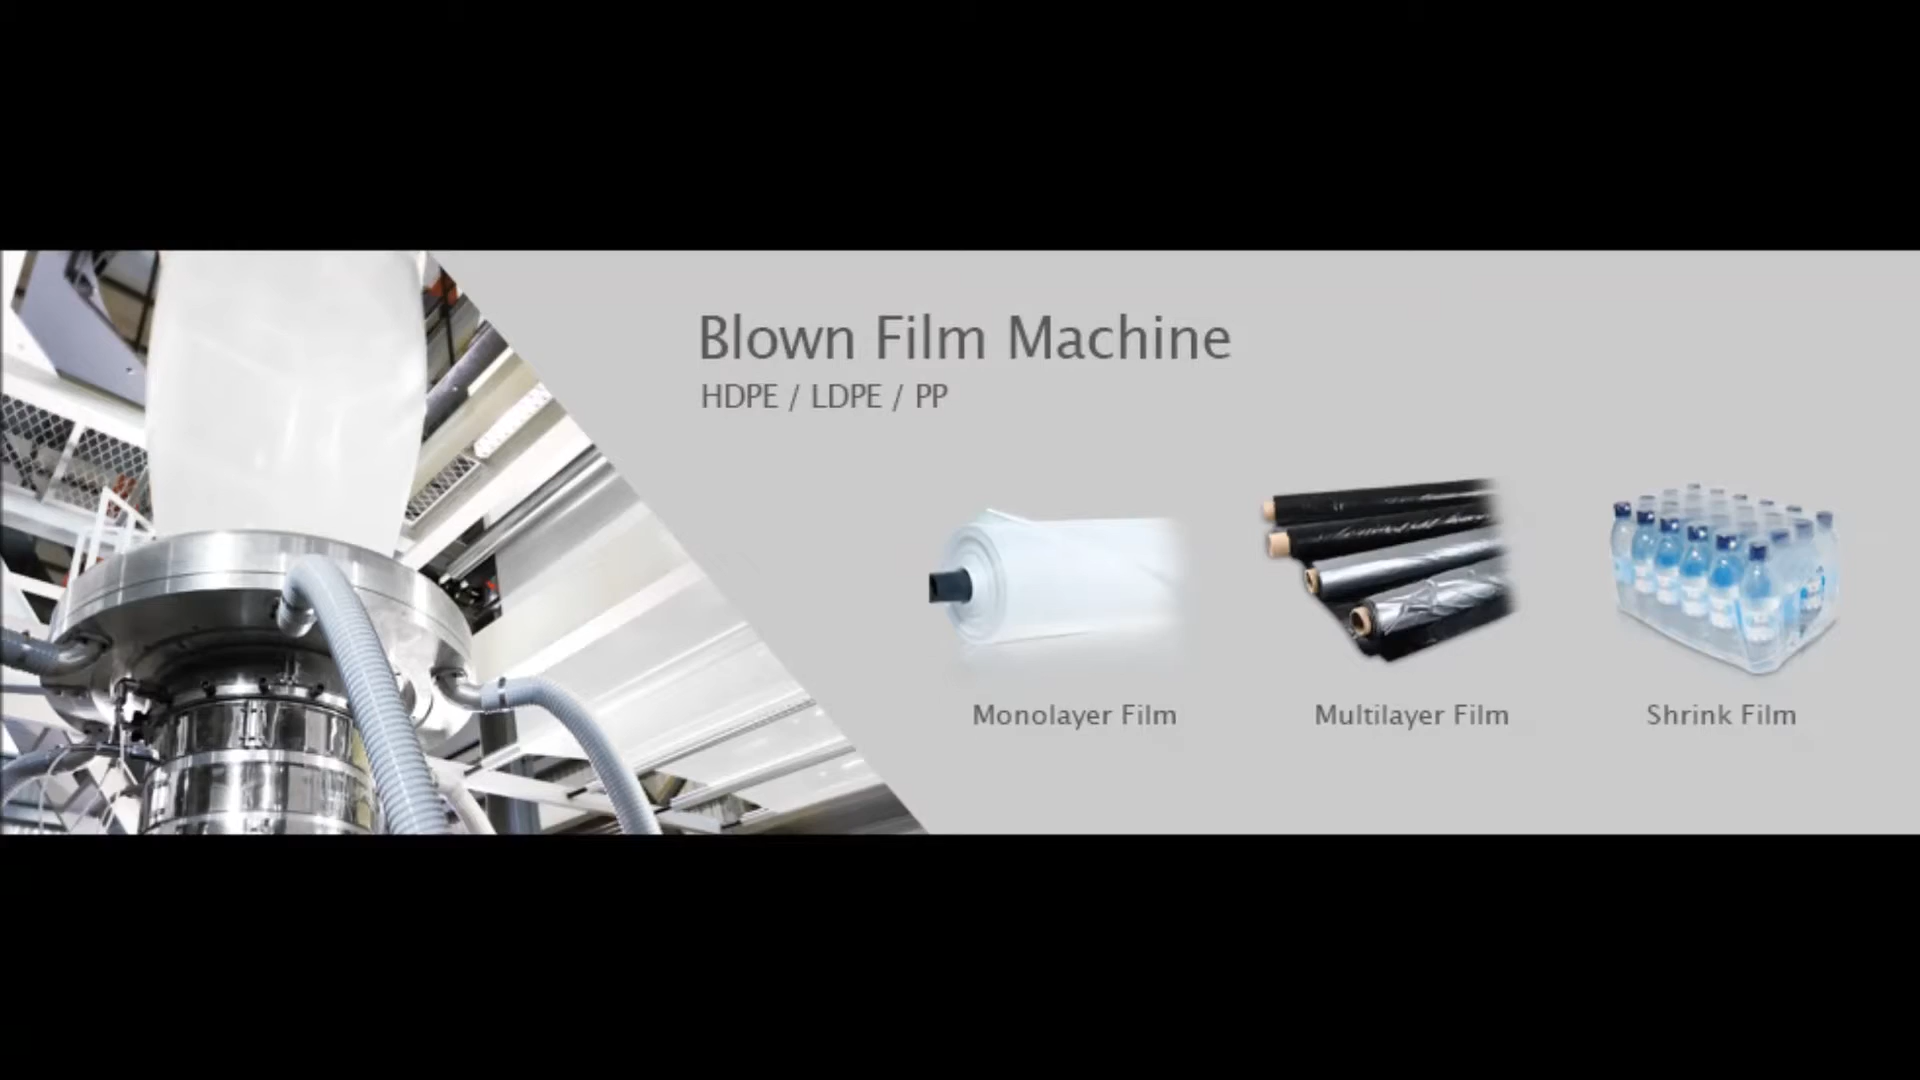 Blown Film Machine
HDPE / LDPE / PP
Monolayer Film
Multilayer Film
Shrink Film